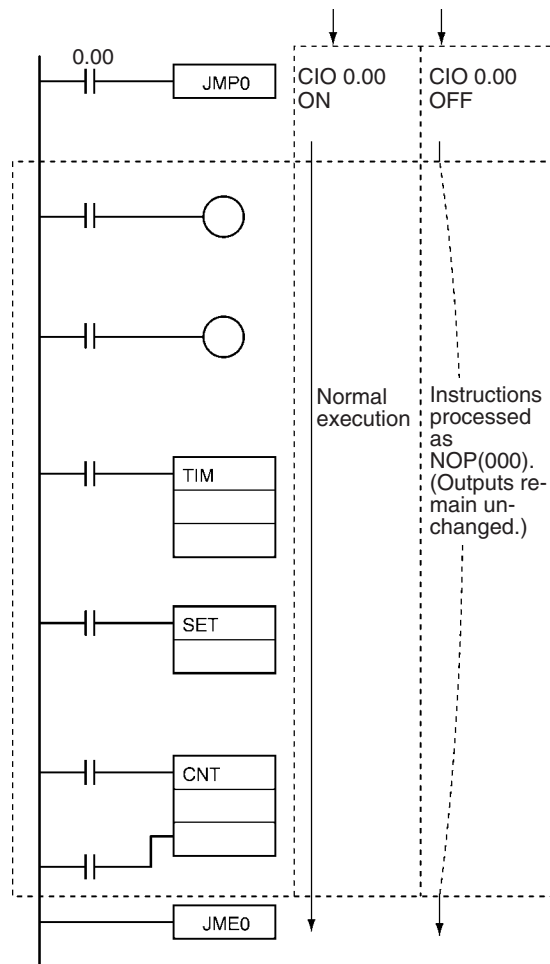 0.00
JMP0
CIO 0.00
ON
CIO 0.00
OFF
TIM
SET
CNT
JME0
Normal
execution
Instructions
processed
as
NOP(000).
(Outputs re-
main un-
changed.)